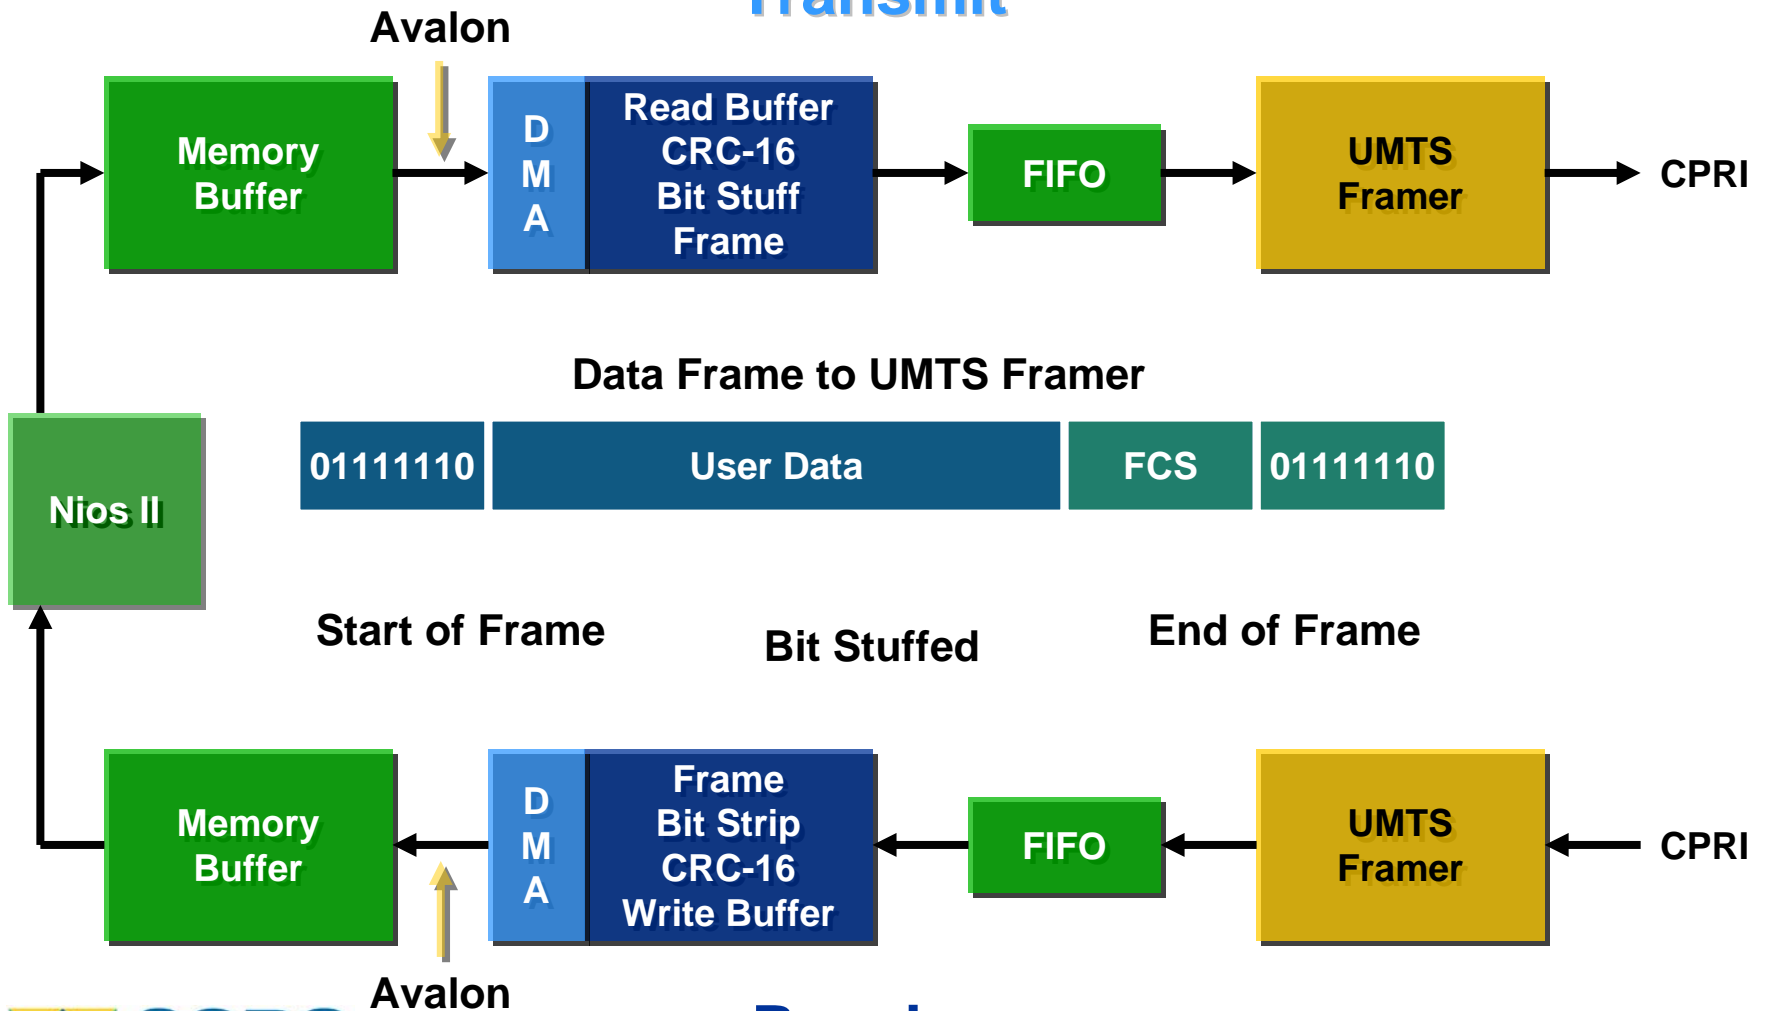 Transmit
Avalon
Memory
Buffer
D
M
A
Read Buffer
CRC-16
Bit Stuff
Frame
FIFO
UMTS
Framer
CPRI
Data Frame to UMTS Framer
Nios II
01111110
User Data
FCS
01111110
Start of Frame
Bit Stuffed
End of Frame
Memory
Buffer
D
M
A
Frame
Bit Strip
CRC-16
Write Buffer
FIFO
UMTS
Framer
CPRI
Avalon